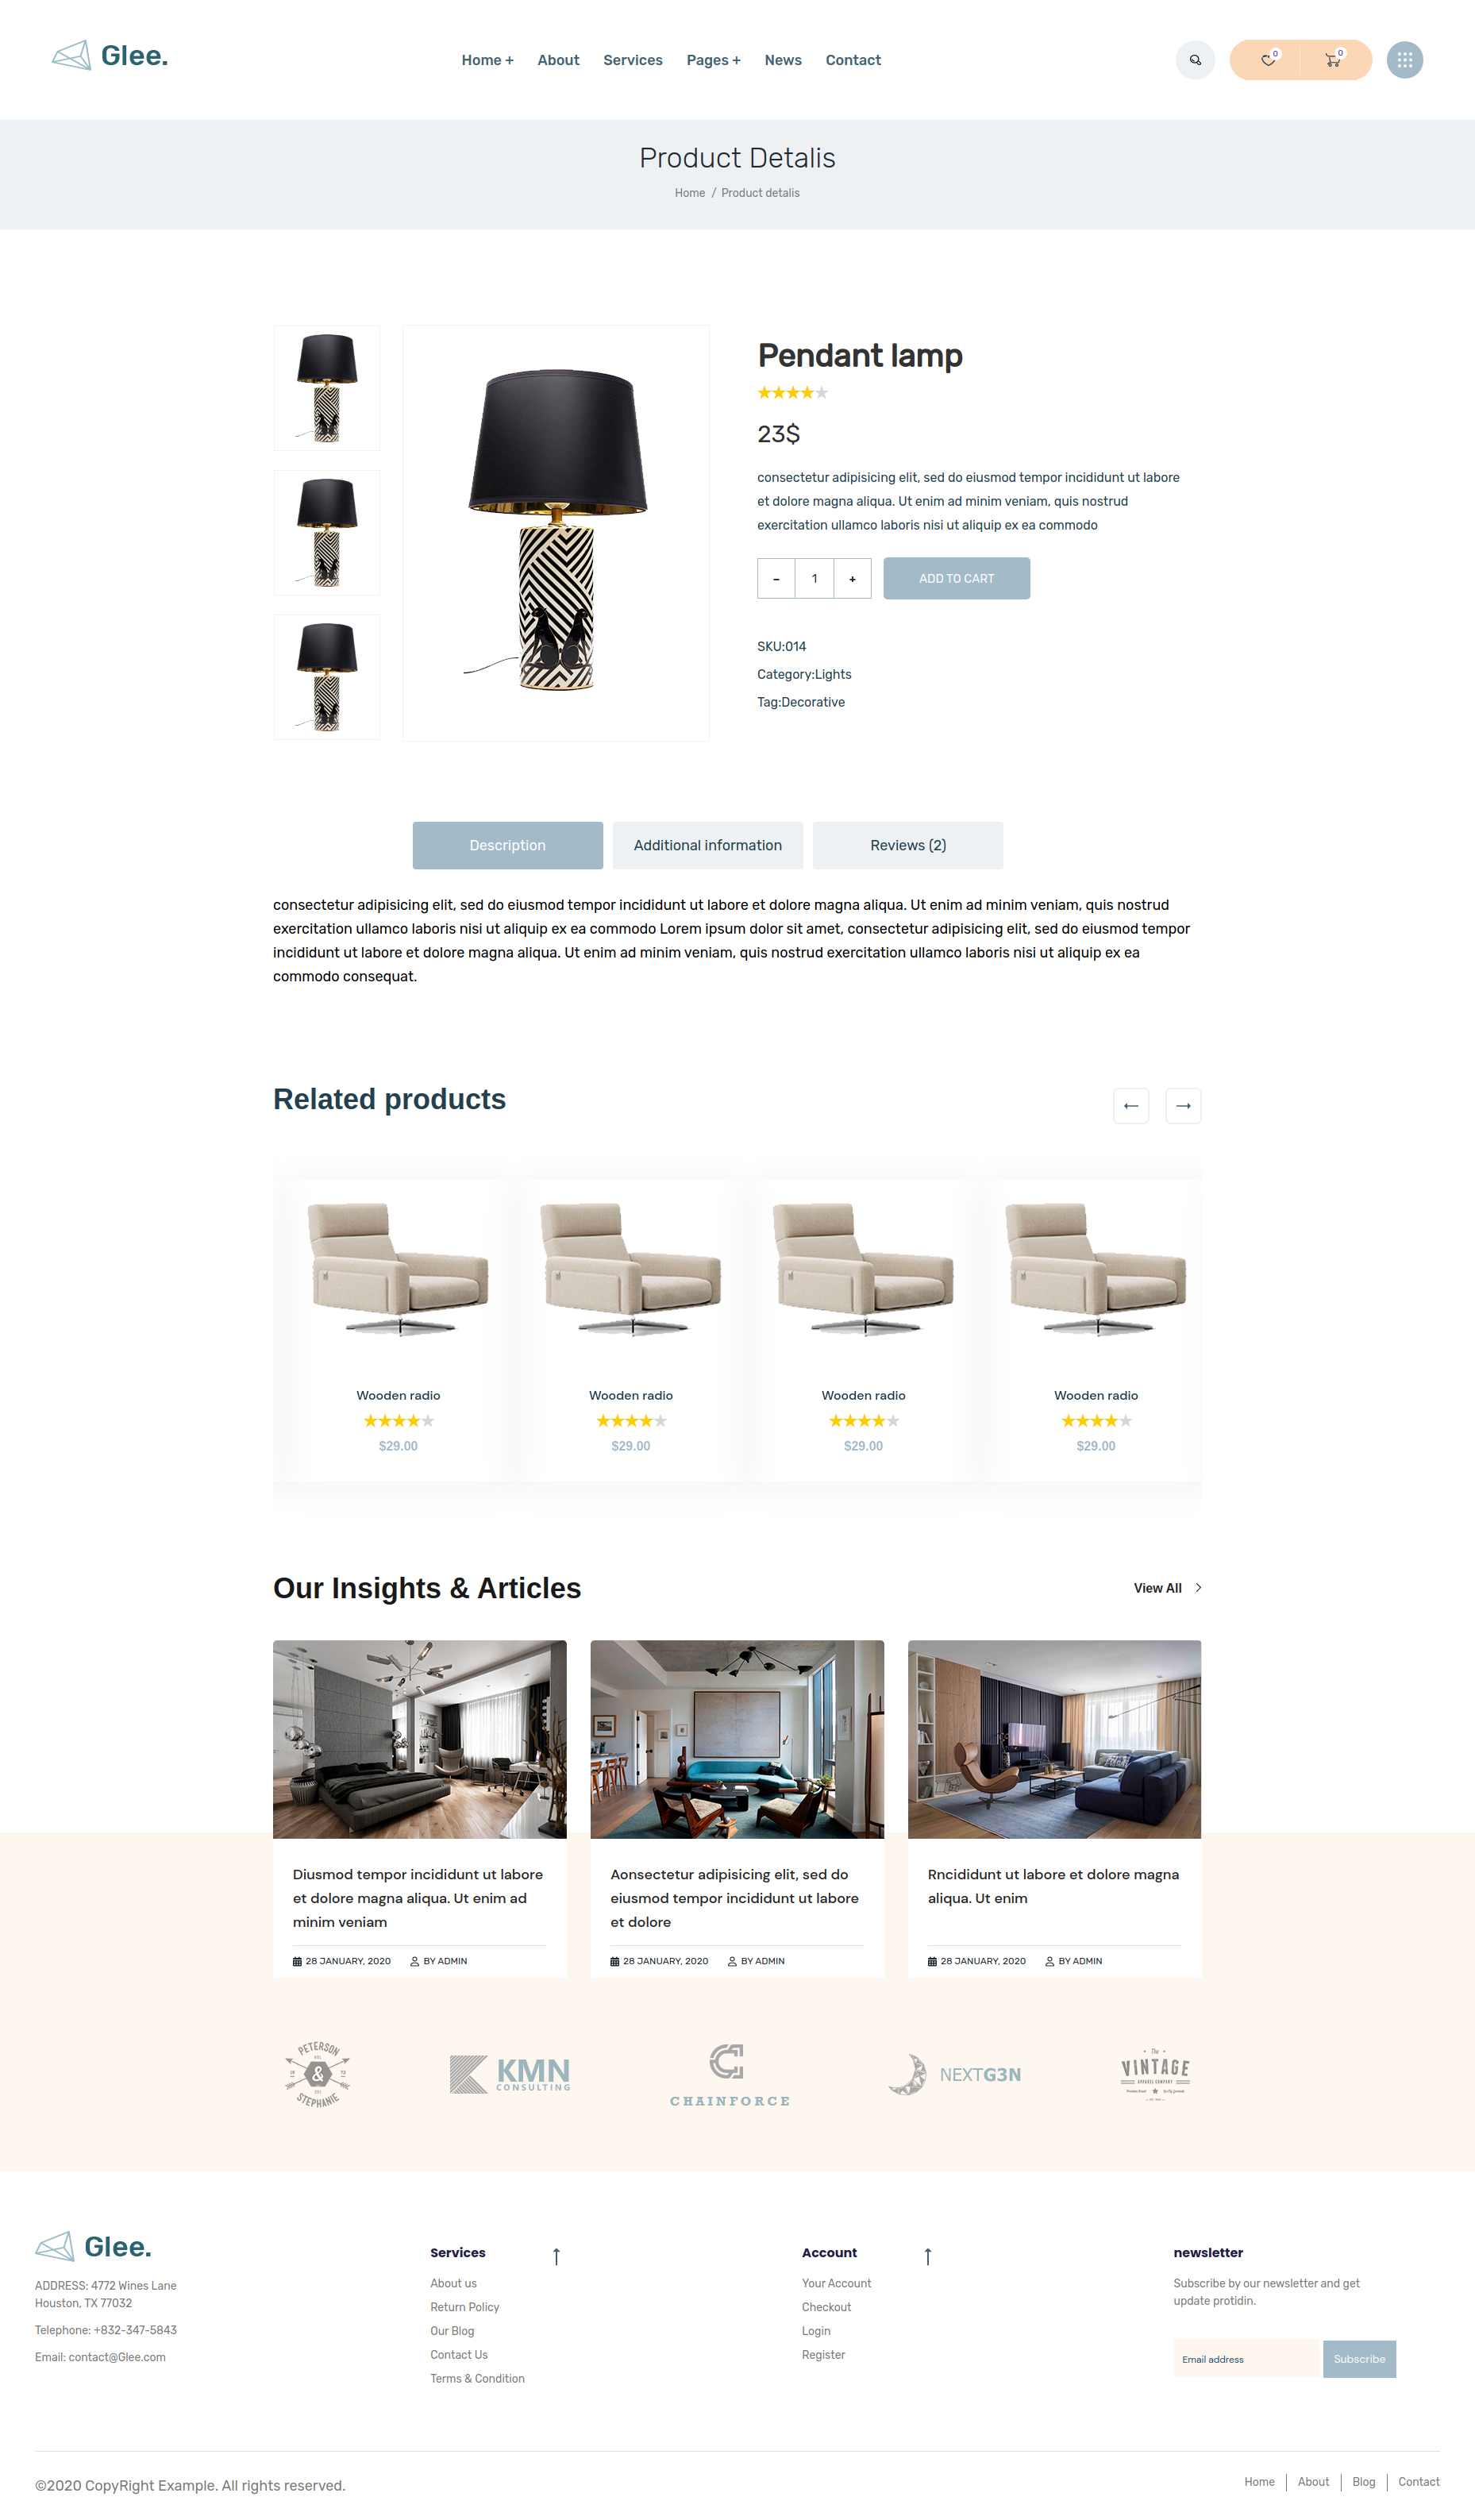 Glee.
Home +
About
Services
Pages +
News
Contact
0
0
Product Detalis
Home / Product detalis
Pendant lamp
23$
consectetur adipisicing elit, sed do eiusmod tempor incididunt ut labore
et dolore magna aliqua. Ut enim ad minim veniam, quis nostrud
exercitation ullamco laboris nisi ut aliquip ex ea commodo
- 1 +
ADD TO CART
SKU:014
Category:Lights
Tag:Decorative
Description
Additional information
Reviews (2)
consectetur adipisicing elit, sed do eiusmod tempor incididunt ut labore et dolore magna aliqua. Ut enim ad minim veniam, quis nostrud
exercitation ullamco laboris nisi ut aliquip ex ea commodo Lorem ipsum dolor sit amet, consectetur adipisicing elit, sed do eiusmod tempor
incididunt ut labore et dolore magna aliqua. Ut enim ad minim veniam, quis nostrud exercitation ullamco laboris nisi ut aliquip ex ea
commodo consequat.
Related products
Wooden radio
$29.00
Wooden radio
$29.00
Wooden radio
$29.00
Wooden radio
$29.00
Our Insights & Articles
View All
Diusmod tempor incididunt ut labore
et dolore magna aliqua. Ut enim ad
minim veniam
28 JANUARY, 2020
BY ADMIN
Aonsectetur adipisicing elit, sed do
eiusmod tempor incididunt ut labore
et dolore
28 JANUARY, 2020
BY ADMIN
Rncididunt ut labore et dolore magna
aliqua. Ut enim
28 JANUARY, 2020
BY ADMIN
PETERSON
&
STEPHANIE
KMN
CONSULTING
CHAINFORCE
NEXTG3N
The
VINTAGE
APPAREL COMPANY
Glee.
ADDRESS: 4772 Wines Lane
Houston, TX 77032
Telephone: +832-347-5843
Email: contact@Glee.com
Services
About us
Return Policy
Our Blog
Contact Us
Terms & Condition
Account
Your Account
Checkout
Login
Register
newsletter
Subscribe by our newsletter and get
update protidin.
Email address
Subscribe
©2020 CopyRight Example. All rights reserved.
Home
About
Blog
Contact